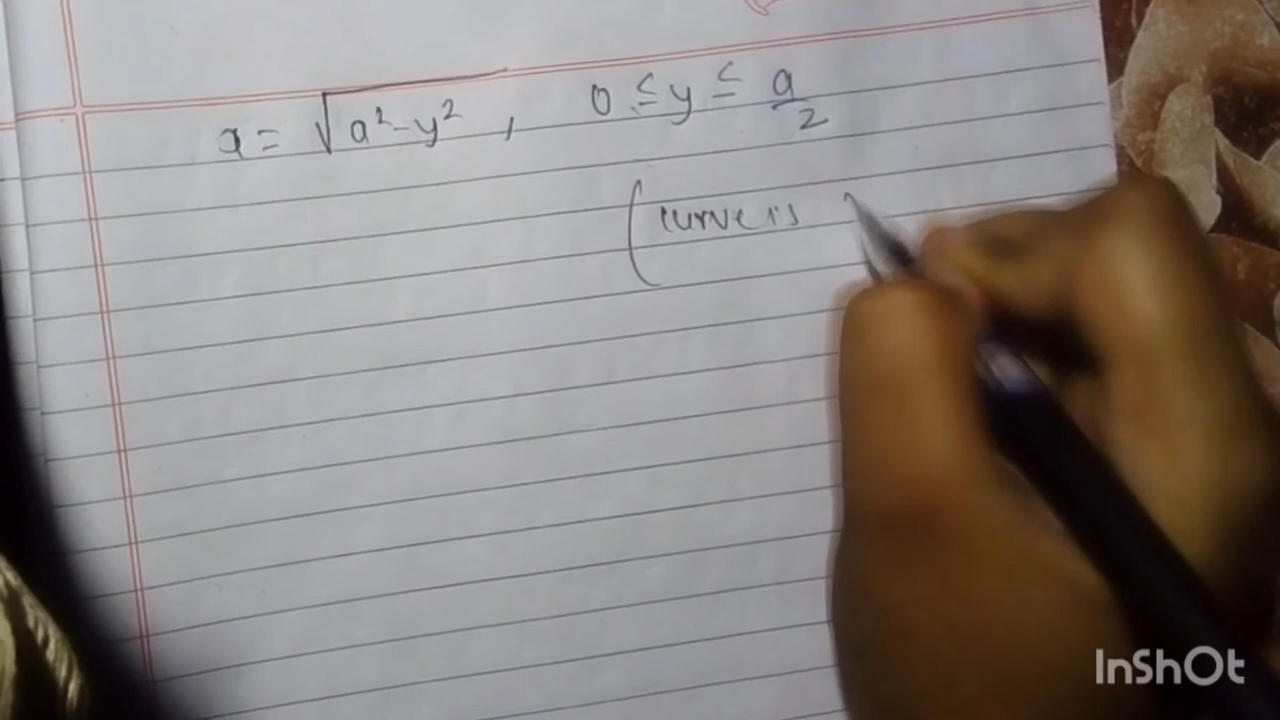 x = √a²-y² , 0 ≤ y ≤ a/2
(curve is
InShOt